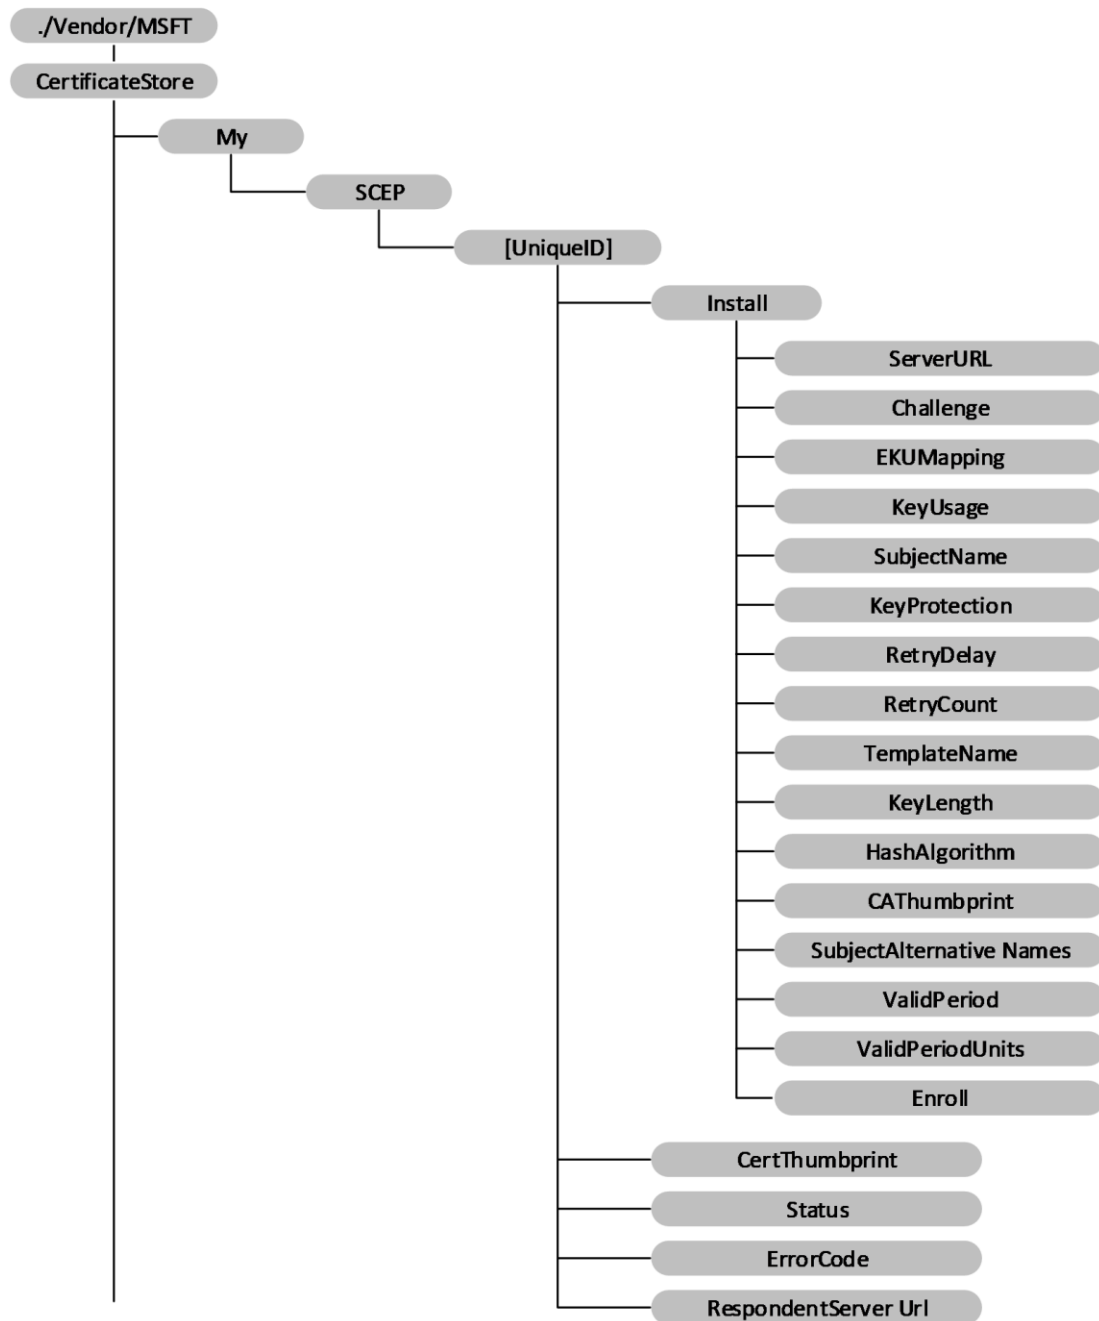 ./Vendor/MSFT
CertificateStore
My
SCEP
[UniqueID]
Install
ServerURL
Challenge
EKUMapping
KeyUsage
SubjectName
KeyProtection
RetryDelay
RetryCount
TemplateName
KeyLength
HashAlgorithm
CAThumbprint
SubjectAlternative Names
ValidPeriod
ValidPeriodUnits
Enroll
CertThumbprint
Status
ErrorCode
RespondentServer Url